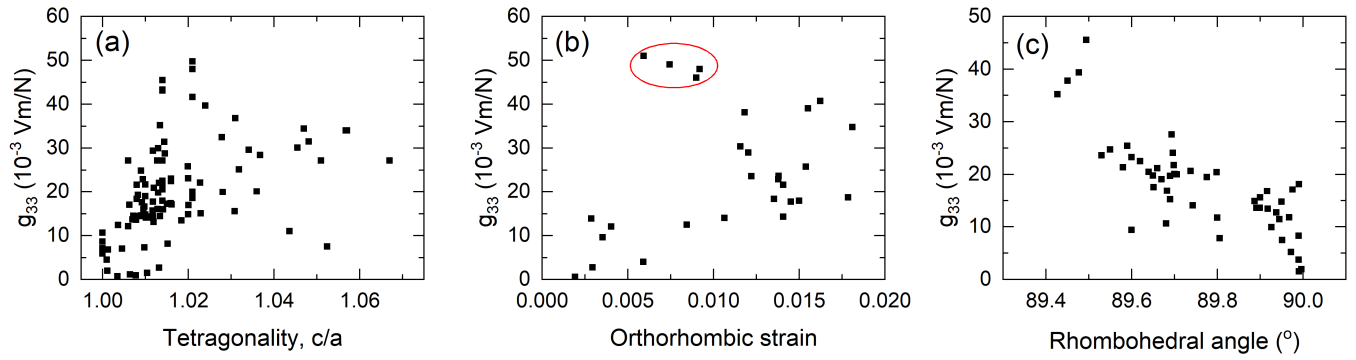 (a)
g33 (10-3 Vm/N)
60
50
40
30
20
10
0
1.00 1.02 1.04 1.06
Tetragonality, c/a
(b)
g33 (10-3 Vm/N)
60
50
40
30
20
10
0
0.000 0.005 0.010 0.015 0.020
Orthorhombic strain
(c)
g33 (10-3 Vm/N)
50
40
30
20
10
0
89.4 89.6 89.8 90.0
Rhombohedral angle (o)